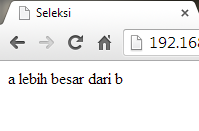 Seleksi
192.168
a lebih besar dari b